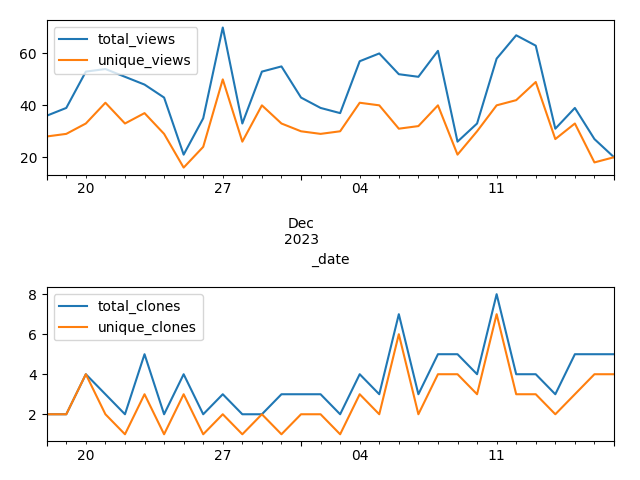 total_views
unique_views
60
40
20
20 27 04 11
Dec
2023
_date
total_clones
unique_clones
8
6
4
2
20 27 04 11